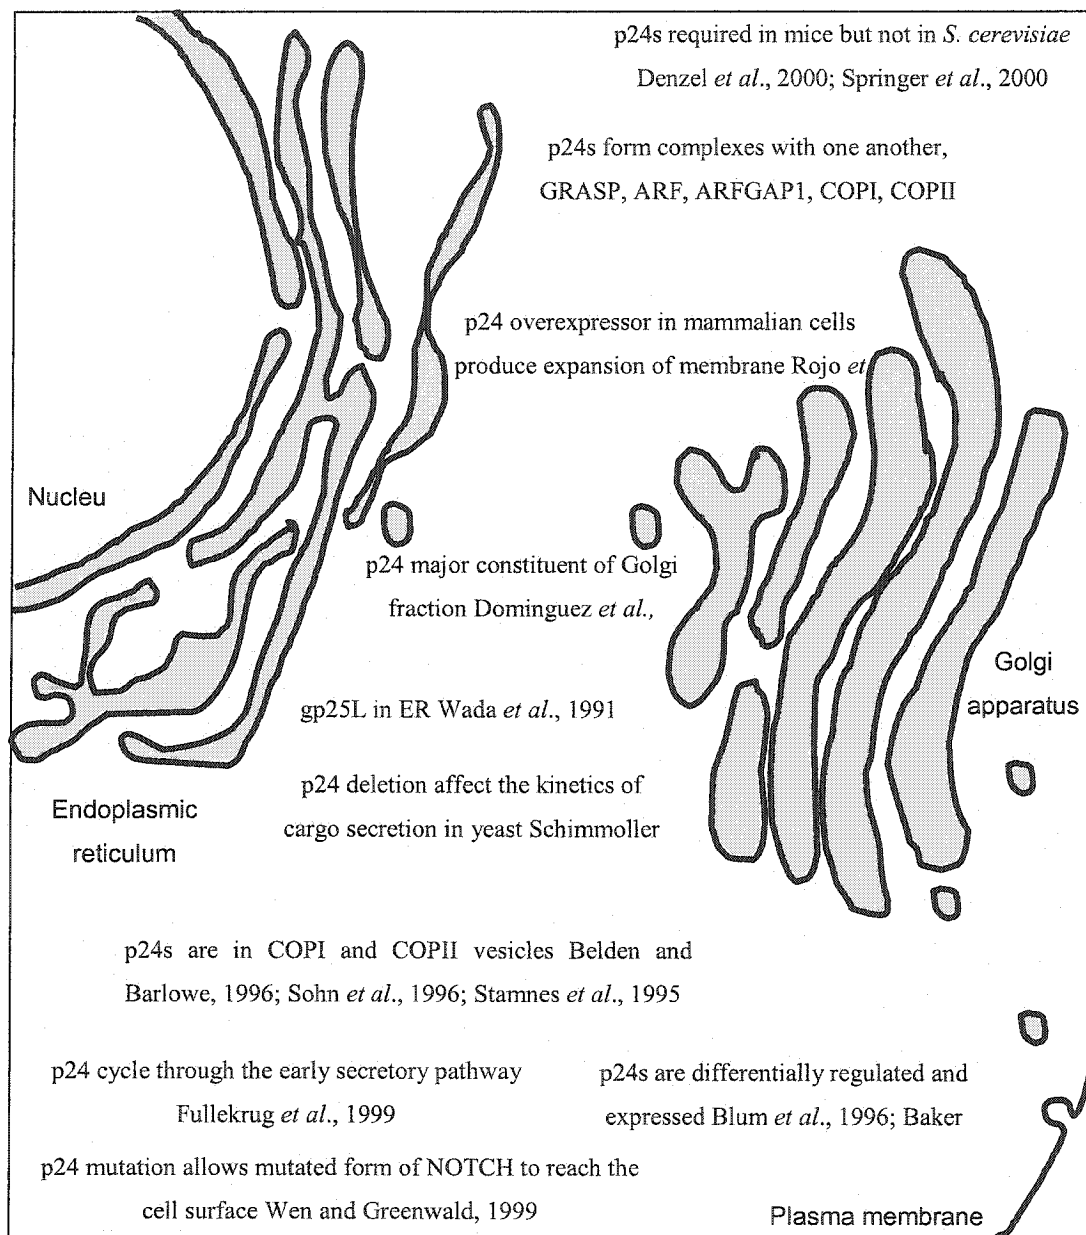 p24s required in mice but not in S. cerevisiae
Denzel et al., 2000; Springer et al., 2000
p24s form complexes with one another,
GRASP, ARF, ARFGAP1, COPI, COPII
p24 overexpressor in mammalian cells
produce expansion of membrane Rojo et
Nucleu
p24 major constituent of Golgi
fraction Dominguez et al.,
Golgi
apparatus
gp25L in ER Wada et al., 1991
p24 deletion affect the kinetics of
cargo secretion in yeast Schimmoller
Endoplasmic
reticulum
p24s are in COPI and COPII vesicles Belden and
Barlowe, 1996; Sohn et al., 1996; Stamnes et al., 1995
p24 cycle through the early secretory pathway
Fullekrug et al., 1999
p24s are differentially regulated and
expressed Blum et al., 1996; Baker
p24 mutation allows mutated form of NOTCH to reach the
cell surface Wen and Greenwald, 1999
Plasma membrane